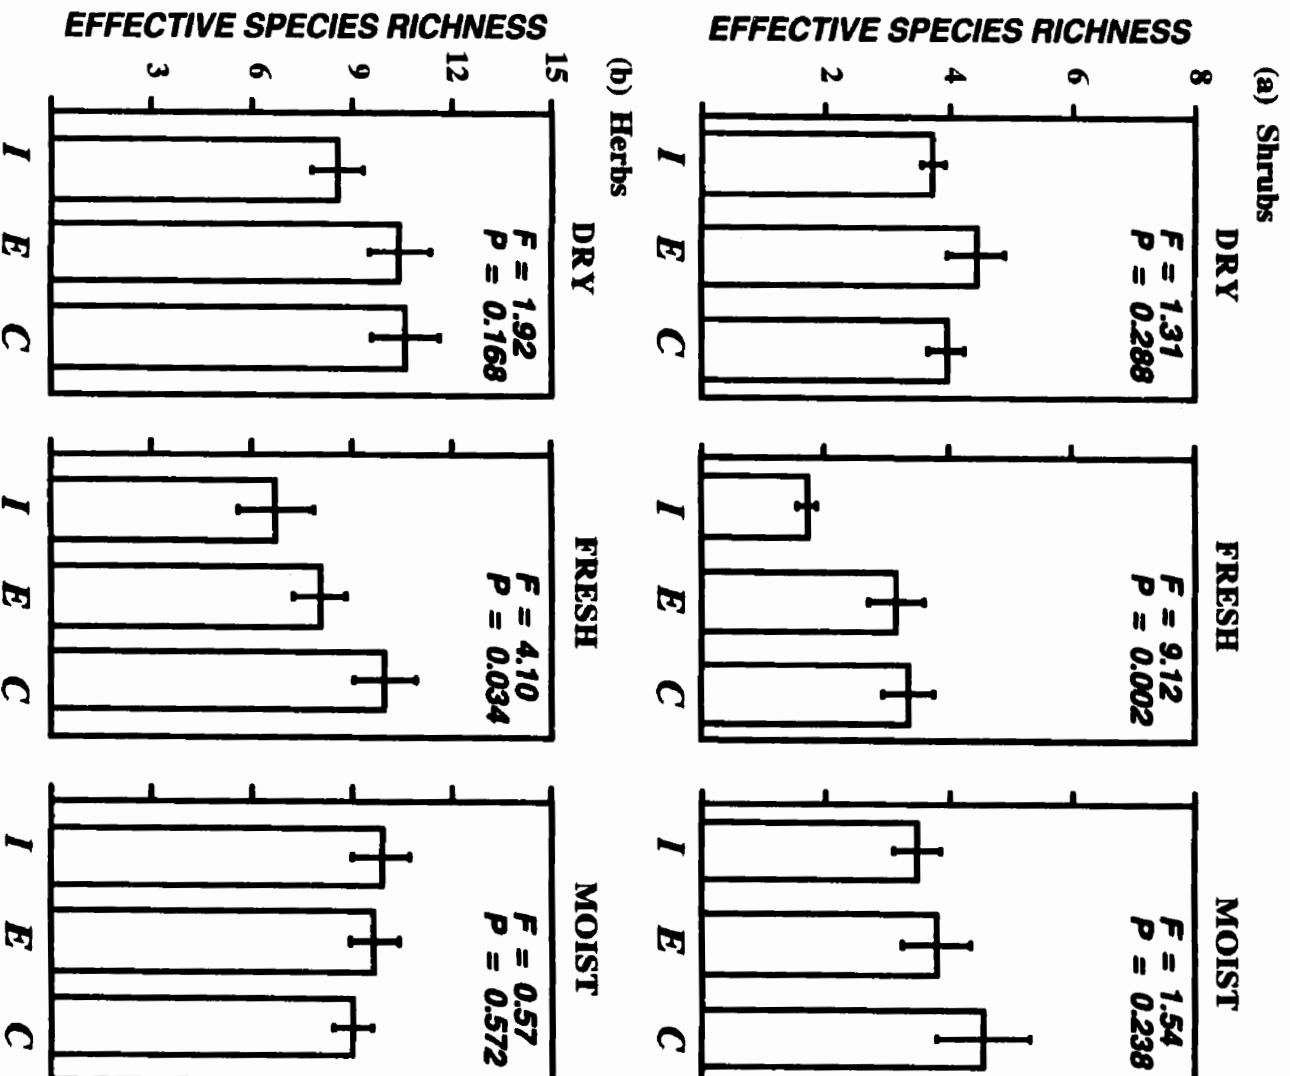 (a) Shrubs
DRY
FRESH
MOIST
EFFECTIVE SPECIES RICHNESS
8
6
4
2
F = 1.31
P = 0.288
F = 9.12
P = 0.002
F = 1.54
P = 0.238
I E C
I E C
I E C
(b) Herbs
DRY
FRESH
MOIST
EFFECTIVE SPECIES RICHNESS
15
12
9
6
3
F = 1.92
P = 0.168
F = 4.10
P = 0.034
F = 0.57
P = 0.572
I E C
I E C
I E C